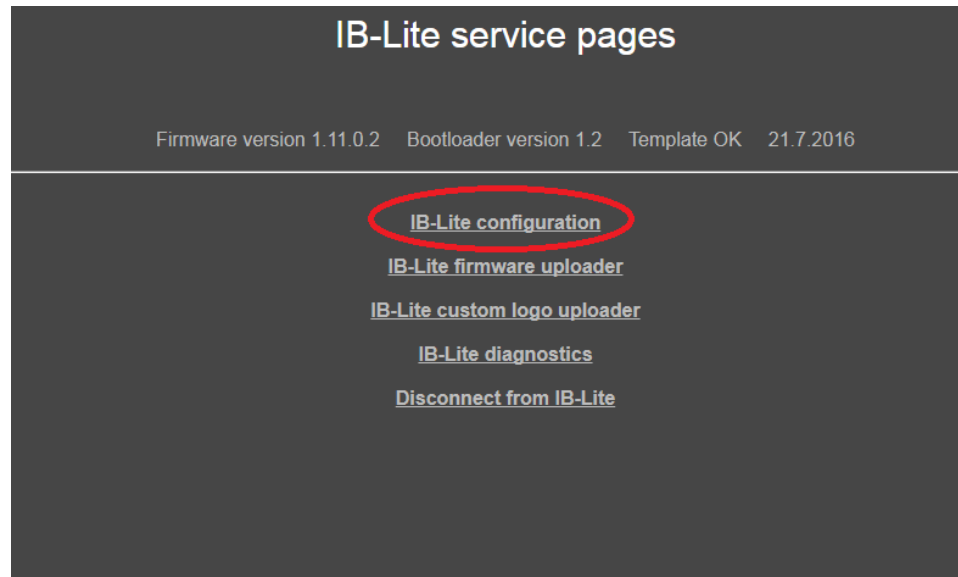 IB-Lite service pages
Firmware version 1.11.0.2 Bootloader version 1.2 Template OK 21.7.2016
IB-Lite configuration
IB-Lite firmware uploader
IB-Lite custom logo uploader
IB-Lite diagnostics
Disconnect from IB-Lite